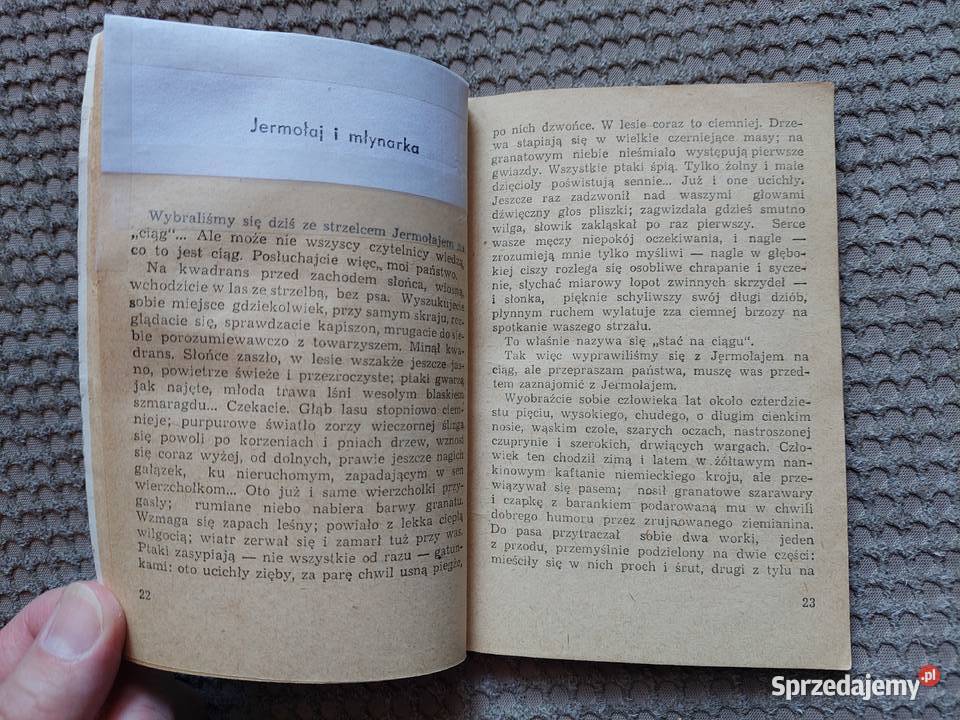 Jermołaj i młynarka
Wybraliśmy się dziś ze strzelcem Jermołajem na
„ciąg"... Ale może nie wszyscy czytelnicy wiedzą,
co to jest ciąg. Posłuchajcie więc, moi państwo.
Na kwadrans przed zachodem słońca, wiosną,
wchodzicie w las ze strzelbą, bez psa. Wyszukujecie
sobie miejsce gdziekolwiek, przy samym skraju, roz-
glądacie się, sprawdzacie kapiszon, mrugacie do sie-
bie porozumiewawczo z towarzyszem. Minął kwa-
drans. Słońce zaszło, w lesie wszakże jeszcze jas-
no, powietrze świeże i przezroczyste; ptaki gwarzą
jak najęte, młoda trawa lśni wesołym blaskiem
szmaragdu... Czekacie. Głąb lasu stopniowo ciem-
nieje; purpurowe światło zorzy wieczornej ślizga
się powoli po korzeniach i pniach drzew, wznosi
się coraz wyżej, od dolnych, prawie jeszcze nagich
gałązek, ku nieruchomym, zapadającym w sen
wierzchołkom... Oto już i same wierzchołki przy-
gasły; rumiane niebo nabiera barwy granatu.
Wzmaga się zapach leśny; powiało z lekka ciepłą
wilgocią; wiatr zerwał się i zamarł tuż przy was.
Ptaki zasypiają — nie wszystkie od razu — gatun-
kami: oto ucichły zięby, za parę chwil usną piegże,
22
po nich dzwońce. W lesie coraz to ciemniej. Drze-
wa stapiają się w wielkie czerniejące masy; na
granatowym niebie nieśmiało występują pierwsze
gwiazdy. Wszystkie ptaki śpią. Tylko żołny i małe
dzięcioły poświstują sennie... Już i one ucichły.
Jeszcze raz zadzwonił nad waszymi głowami
dźwięczny głos pliszki; zagwizdała gdzieś smutno
wilga, słowik zakląskał po raz pierwszy. Serce
wasze męczy niepokój oczekiwania, i nagle —
zrozumieją mnie tylko myśliwi — nagle w głębo-
kiej ciszy rozlega się osobliwe chrapanie i sycze-
nie, słychać miarowy łopot zwinnych skrzydeł —
i słonka, pięknie schyliwszy swój długi dziób,
płynnym ruchem wylatuje zza ciemnej brzozy na
spotkanie waszego strzału.
To właśnie nazywa się „stać na ciągu".
Tak więc wyprawiliśmy się z Jermołajem na
ciąg, ale przepraszam państwa, muszę was przed-
tem zaznajomić z Jermołajem.
Wyobraźcie sobie człowieka lat około czterdzie-
stu pięciu, wysokiego, chudego, o długim cienkim
nosie, wąskim czole, szarych oczach, nastroszonej
czuprynie i szerokich, drwiących wargach. Czło-
wiek ten chodził zimą i latem w żółtawym nan-
kinowym kaftanie niemieckiego kroju, ale prze-
wiązywał się pasem; nosił granatowe szarawary
i czapkę z barankiem podarowaną mu w chwili
dobrego humoru przez zrujnowanego ziemianina.
Do pasa przytraczał sobie dwa worki, jeden
z przodu, przemyślnie podzielony na dwie części:
mieściły się w nich proch i śrut, drugi z tyłu na
23
Sprzedajemy.pl